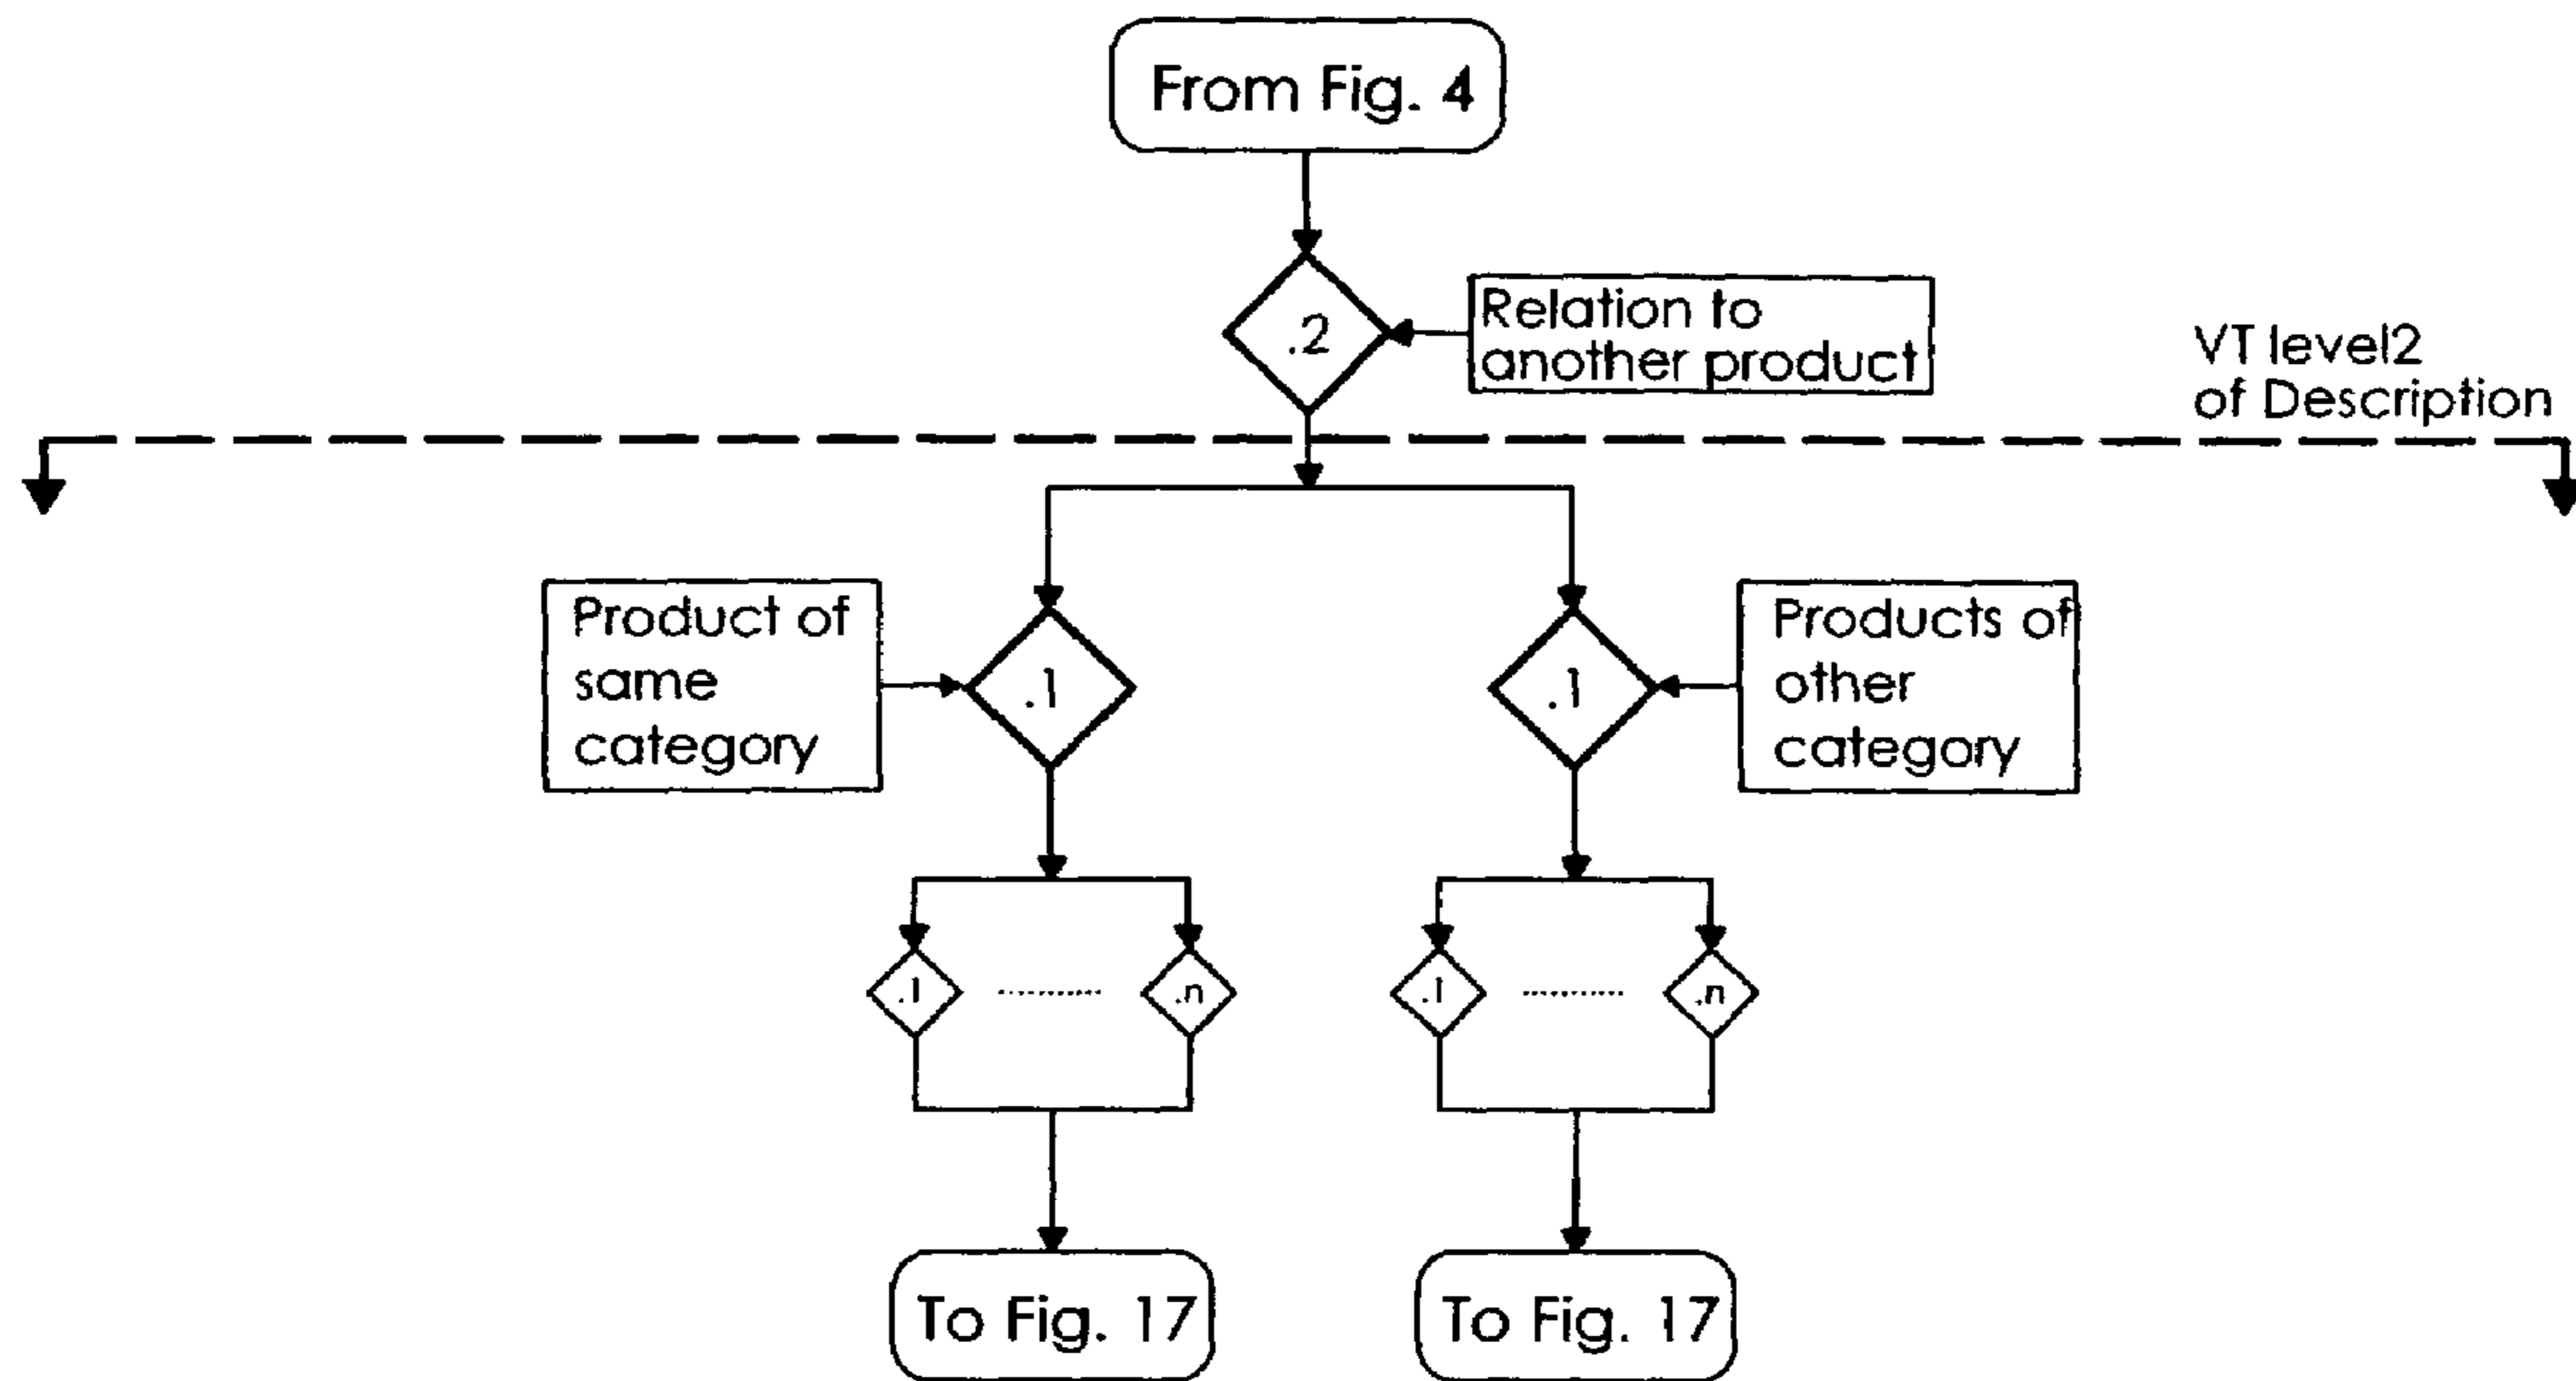 From Fig. 4
.2
Relation to
another product
VT level2
of Description
Product of
same
category
.1
.1
Products of
other
category
.1
.n
.1
.n
To Fig. 17
To Fig. 17